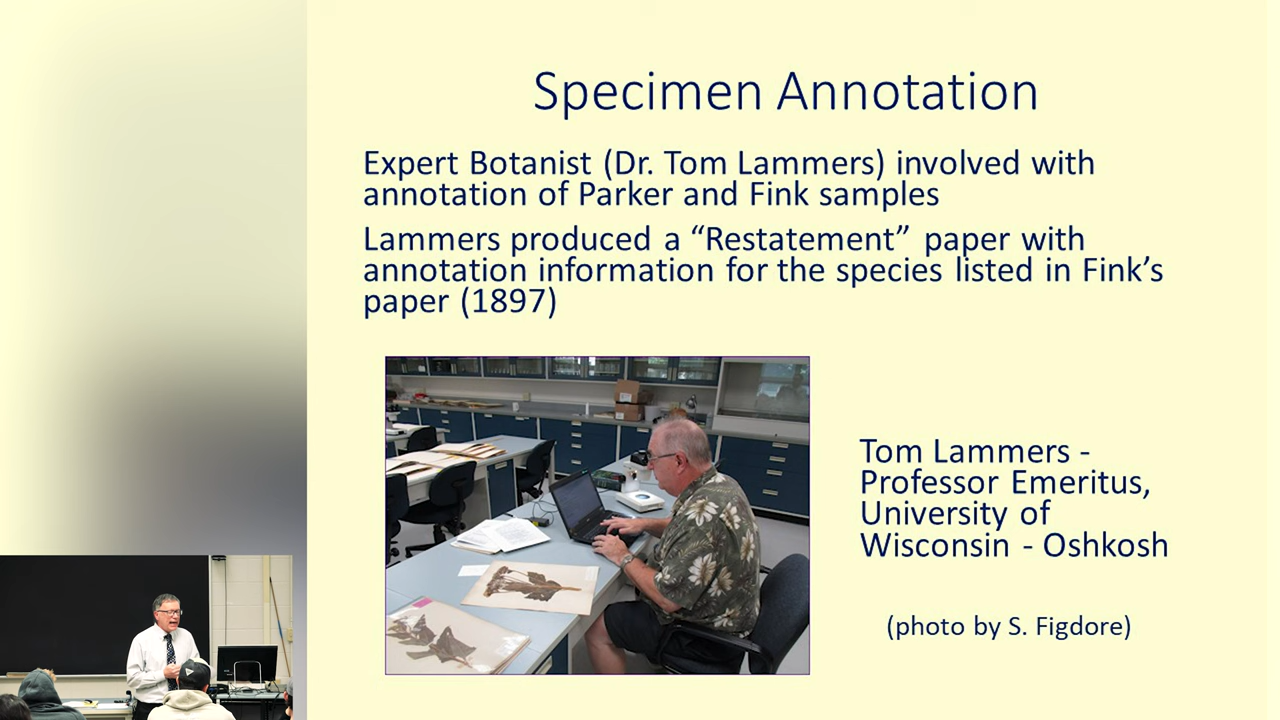 Specimen Annotation
Expert Botanist (Dr. Tom Lammers) involved with
annotation of Parker and Fink samples
Lammers produced a “Restatement” paper with
annotation information for the species listed in Fink’s
paper (1897)
Tom Lammers -
Professor Emeritus,
University of
Wisconsin - Oshkosh
(photo by S. Figdore)